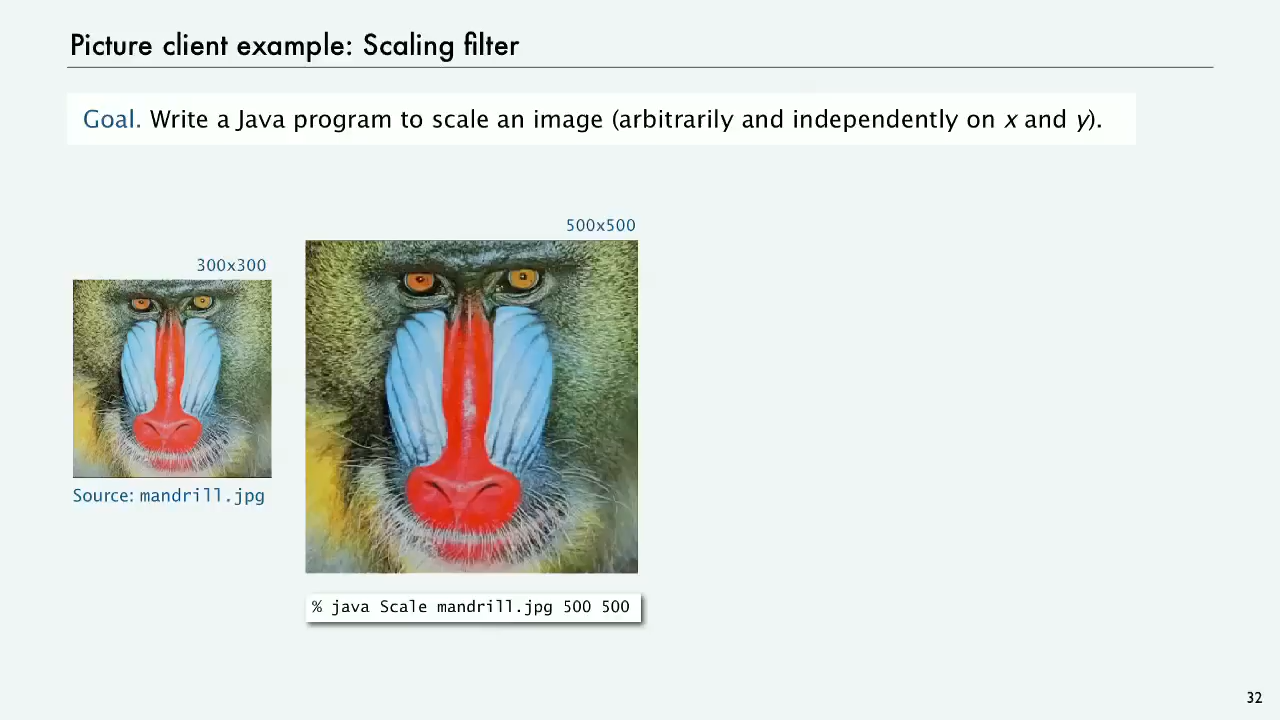 Picture client example: Scaling filter
Goal. Write a Java program to scale an image (arbitrarily and independently on x and y).
500x500
300x300
Source: mandrill.jpg
% java Scale mandrill.jpg 500 500
32